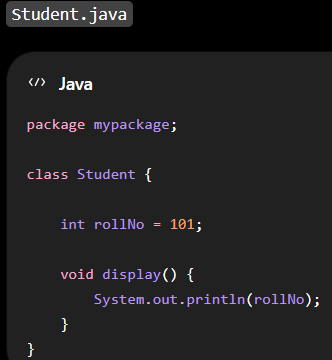 Student.java
</> Java
package mypackage;
class Student {
int rollNo = 101;
void display() {
System.out.println(rollNo);
}
}